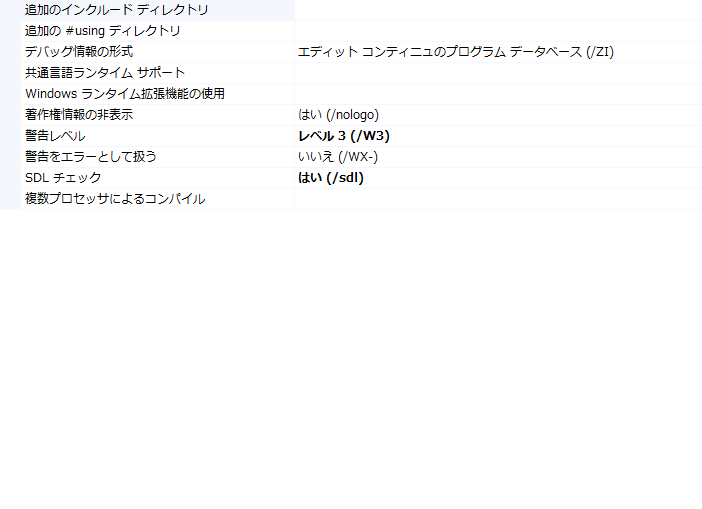 追加のインクルード ディレクトリ
追加の #using ディレクトリ
デバッグ情報の形式 エディット コンティニュのプログラム データベース (/ZI)
共通言語ランタイム サポート
Windows ランタイム拡張機能の使用
著作権情報の非表示 はい (/nologo)
警告レベル レベル 3 (/W3)
警告をエラーとして扱う いいえ (/WX-)
SDL チェック はい (/sdl)
複数プロセッサによるコンパイル